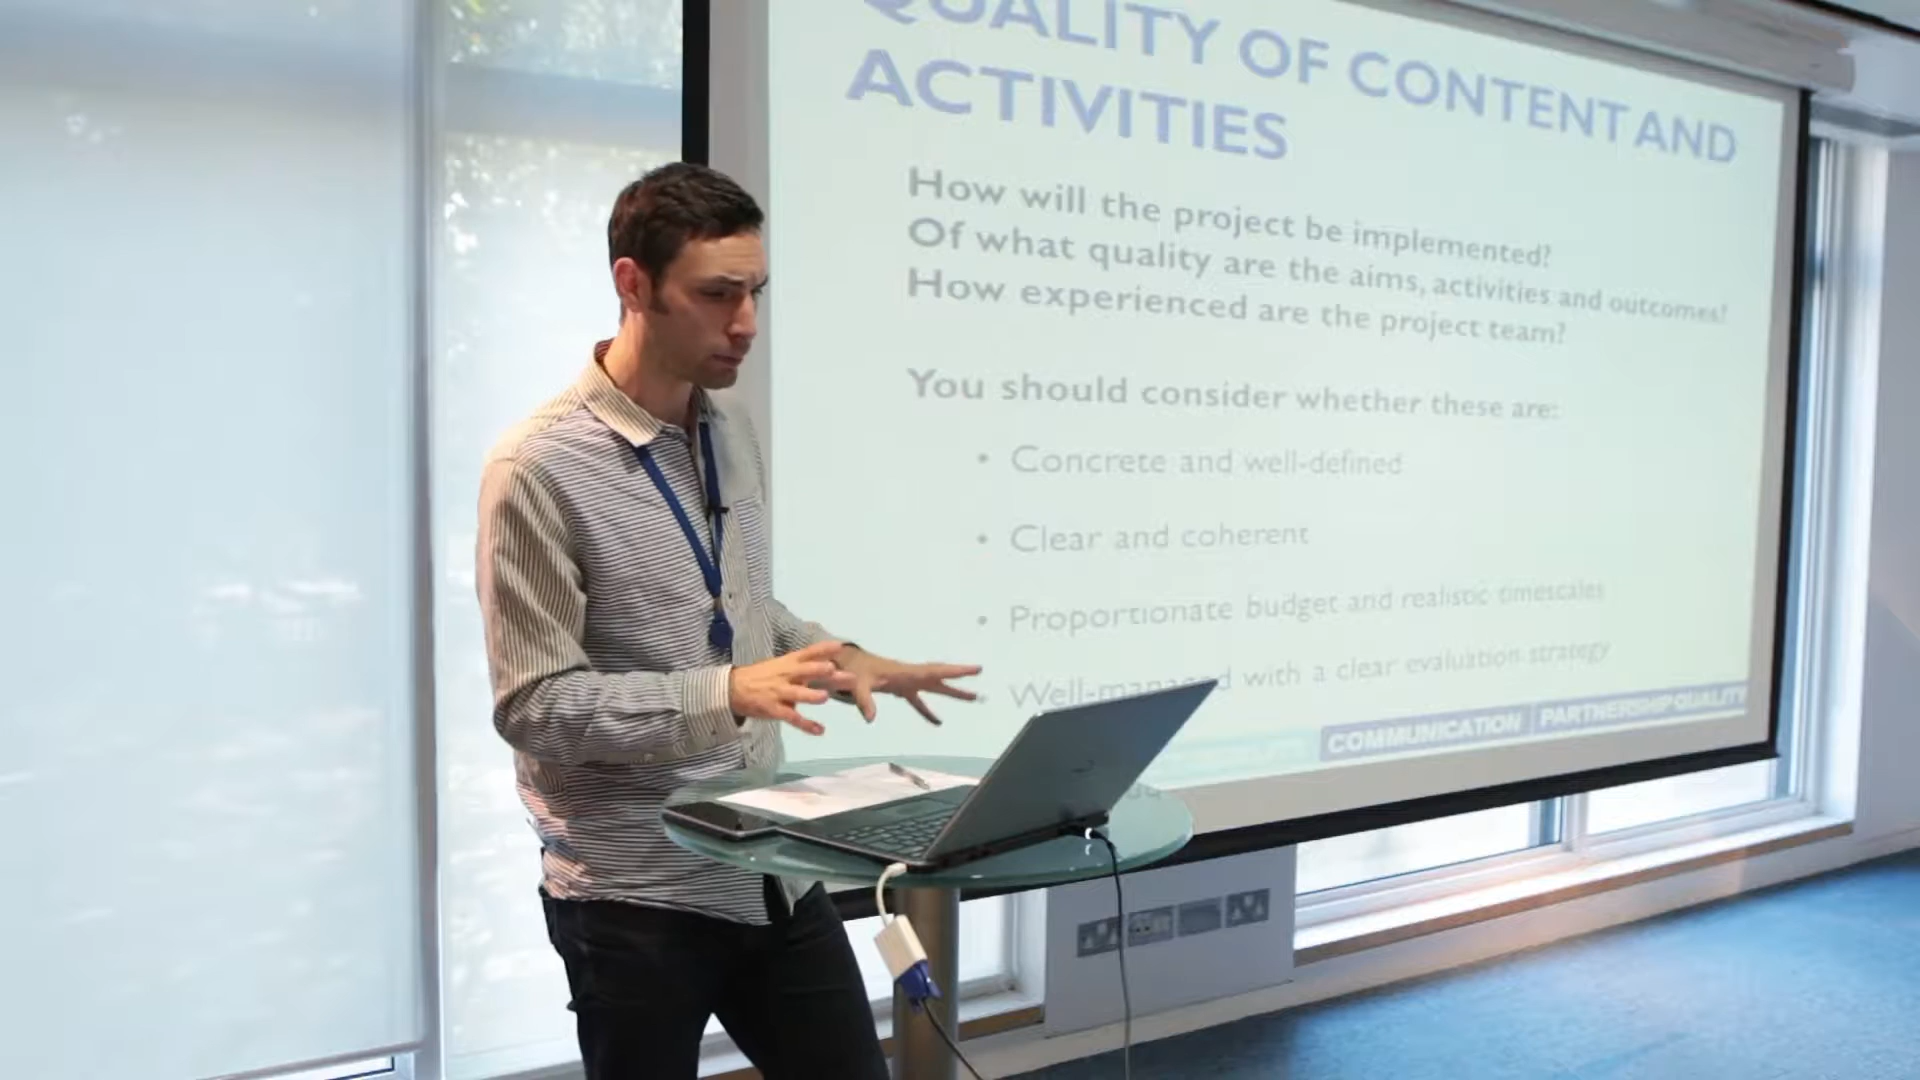 QUALITY OF CONTENT AND
ACTIVITIES
How will the project be implemented?
Of what quality are the aims, activities and outcomes?
How experienced are the project team?
You should consider whether these are:
• Concrete and well-defined
• Clear and coherent
• Proportionate budget and realistic timescales
• Well-managed with a clear evaluation strategy
COMMUNICATION PARTNERSHIP QUALITY